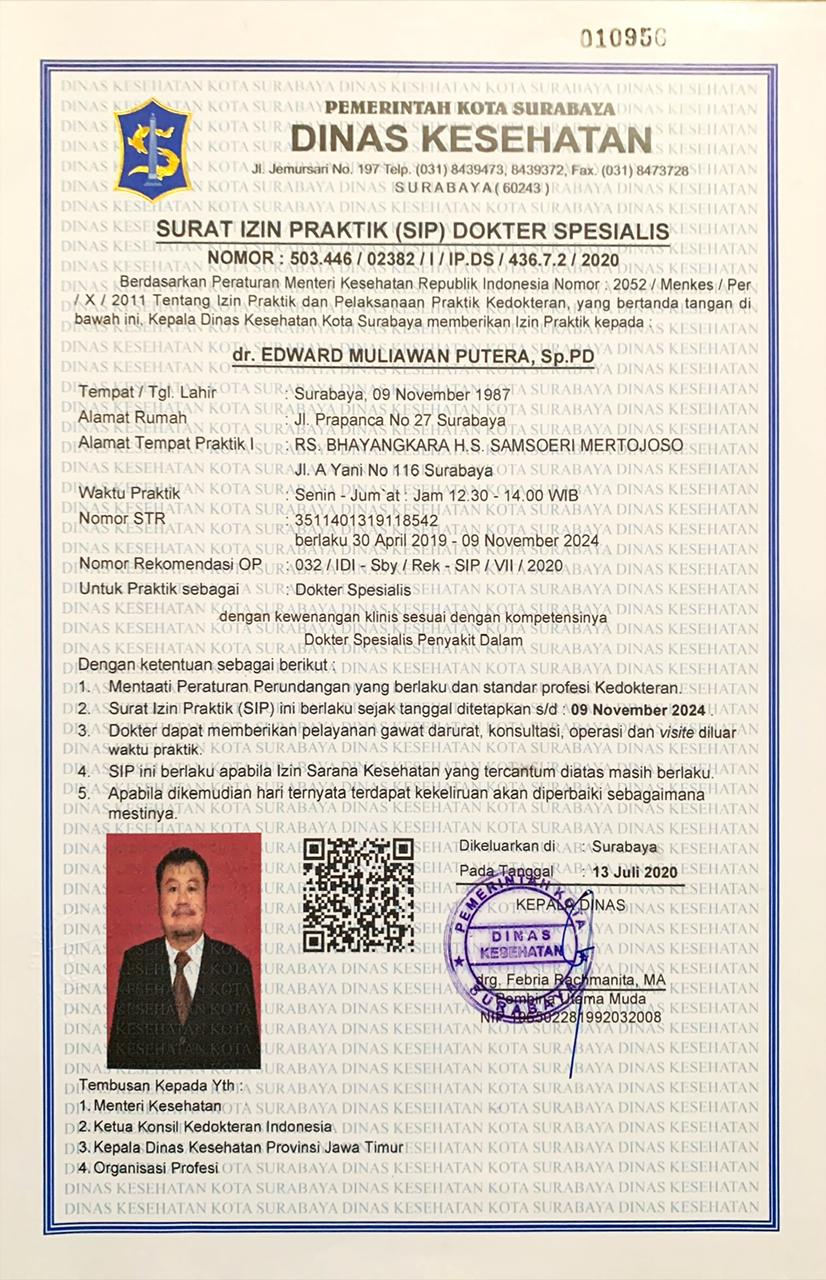 010956
PEMERINTAH KOTA SURABAYA
DINAS KESEHATAN
Jl. Jemursari No. 197 Telp. (031) 8439473, 8439372, Fax. (031) 8473728
SURABAYA ( 60243 )
SURAT IZIN PRAKTIK (SIP) DOKTER SPESIALIS
NOMOR : 503.446 / 02382 / I / IP.DS / 436.7.2 / 2020
Berdasarkan Peraturan Menteri Kesehatan Republik Indonesia Nomor : 2052 / Menkes / Per
/ X / 2011 Tentang Izin Praktik dan Pelaksanaan Praktik Kedokteran, yang bertanda tangan di
bawah ini, Kepala Dinas Kesehatan Kota Surabaya memberikan Izin Praktik kepada :
dr. EDWARD MULIAWAN PUTERA, Sp.PD
Tempat / Tgl. Lahir : Surabaya, 09 November 1987
Alamat Rumah : Jl. Prapanca No 27 Surabaya
Alamat Tempat Praktik I : RS. BHAYANGKARA H.S. SAMSOERI MERTOJOSO
Jl. A Yani No 116 Surabaya
Waktu Praktik : Senin - Jum`at : Jam 12.30 - 14.00 WIB
Nomor STR : 3511401319118542
berlaku 30 April 2019 - 09 November 2024
Nomor Rekomendasi OP : 032 / IDI - Sby / Rek - SIP / VII / 2020
Untuk Praktik sebagai : Dokter Spesialis
dengan kewenangan klinis sesuai dengan kompetensinya
Dokter Spesialis Penyakit Dalam
Dengan ketentuan sebagai berikut :
1. Mentaati Peraturan Perundangan yang berlaku dan standar profesi Kedokteran.
2. Surat Izin Praktik (SIP) ini berlaku sejak tanggal ditetapkan s/d : 09 November 2024 .
3. Dokter dapat memberikan pelayanan gawat darurat, konsultasi, operasi dan visite diluar
waktu praktik.
4. SIP ini berlaku apabila Izin Sarana Kesehatan yang tercantum diatas masih berlaku.
5. Apabila dikemudian hari ternyata terdapat kekeliruan akan diperbaiki sebagaimana
mestinya.
Dikeluarkan di : Surabaya
Pada Tanggal : 13 Juli 2020
KEPALA DINAS
PEMERINTAH KOTA
DINAS
KESEHATAN
SURABAYA
drg. Febria Rachmanita, MA
Pembina Utama Muda
NIP. 196502281992032008
Tembusan Kepada Yth :
1. Menteri Kesehatan
2. Ketua Konsil Kedokteran Indonesia
3. Kepala Dinas Kesehatan Provinsi Jawa Timur
4. Organisasi Profesi